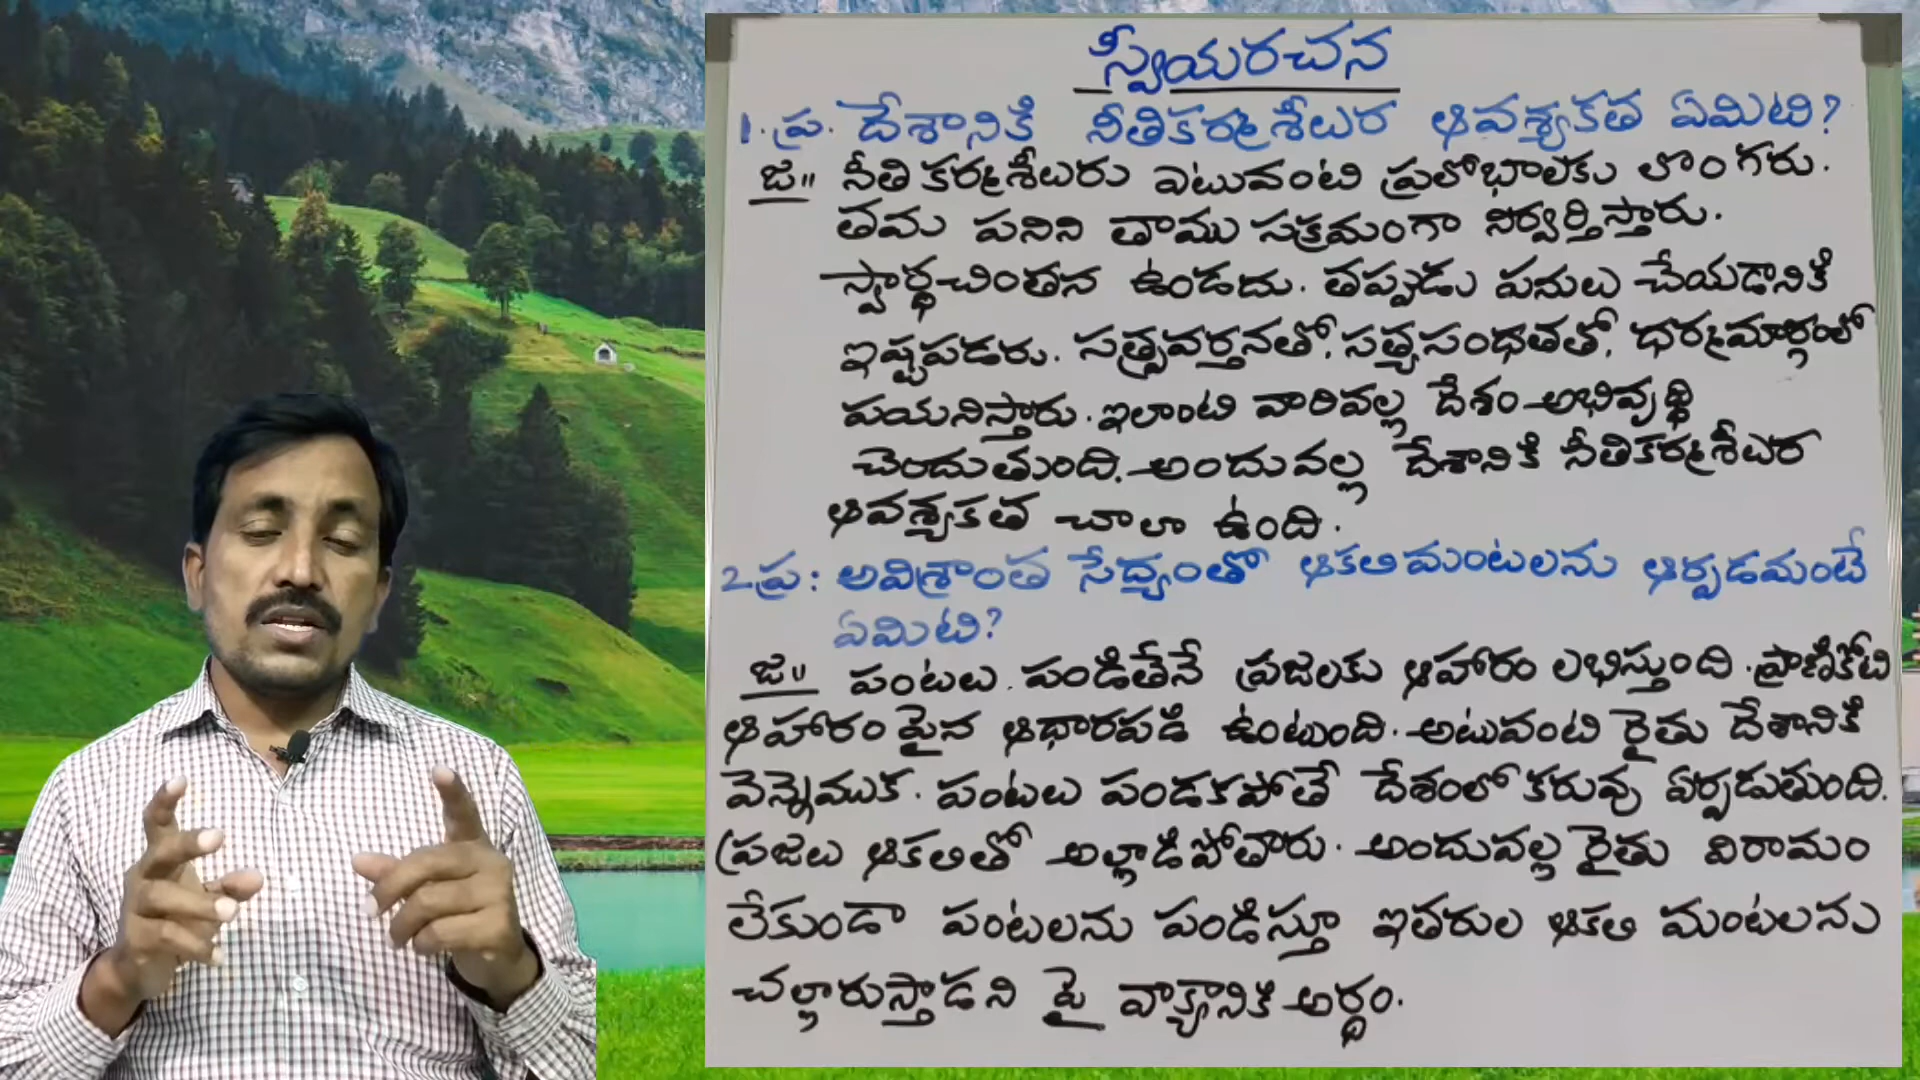 స్వీయరచన
1. ప్ర. దేశానికి నీతికర్మశీలుర ఆవశ్యకత ఏమిటి?
జ॥ నీతి కర్మశీలురు ఎటువంటి ప్రలోభాలకు లొంగరు.
తమ పనిని తాము సక్రమంగా నిర్వర్తిస్తారు.
స్వార్థచింతన ఉండదు. తప్పుడు పనులు చేయడానికి
ఇష్టపడరు. సత్ప్రవర్తనతో, సత్యసంధతతో, ధర్మమార్గంలో
పయనిస్తారు. ఇలాంటి వారివల్ల దేశం అభివృద్ధి
చెందుతుంది. అందువల్ల దేశానికి నీతికర్మశీలుర
ఆవశ్యకత చాలా ఉంది.
2ప్ర: అవిశ్రాంత సేద్యంతో ఆకలిమంటలను ఆర్పడమంటే
ఏమిటి?
జ॥ పంటలు పండితేనే ప్రజలకు ఆహారం లభిస్తుంది. ప్రాణికోటి
ఆహారం పైన ఆధారపడి ఉంటుంది. అటువంటి రైతు దేశానికి
వెన్నెముక. పంటలు పండకపోతే దేశంలో కరువు ఏర్పడుతుంది.
ప్రజలు ఆకలితో అల్లాడిపోతారు. అందువల్ల రైతు విరామం
లేకుండా పంటలను పండిస్తూ ఇతరుల ఆకలి మంటలను
చల్లారుస్తాడని పై వాక్యానికి అర్థం.